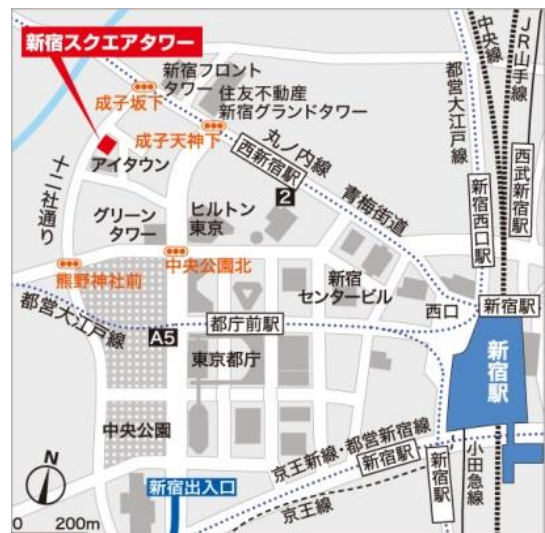 新宿スクエアタワー
成子坂下
新宿フロント
タワー
住友不動産
新宿グランドタワー
成子天神下
アイタウン
十二社通り
丸ノ内線
西新宿駅
青梅街道
都営大江戸線
中央線
JR山手線
西武新宿駅
新宿西口駅
グリーン
タワー
ヒルトン
東京
2
中央公園北
熊野神社前
新宿
センタービル
西口
新宿駅
都営大江戸線
A5
都庁前駅
東京都庁
新宿駅
中央公園
京王新線・都営新宿線
新宿駅
新宿駅
小田急線
京王線
新宿出入口
N
0 200m